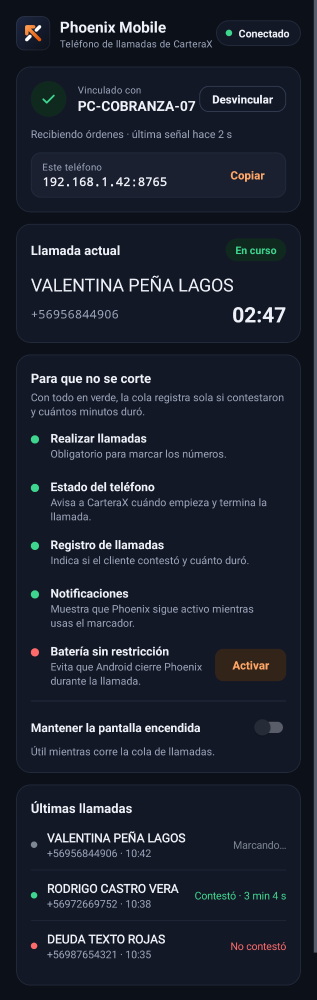 Phoenix Mobile
Teléfono de llamadas de CarteraX
Conectado
Vinculado con
PC-COBRANZA-07
Desvincular
Recibiendo órdenes · última señal hace 2 s
Este teléfono
192.168.1.42:8765
Copiar
Llamada actual
En curso
VALENTINA PEÑA LAGOS
+56956844906
02:47
Para que no se corte
Con todo en verde, la cola registra sola si contestaron
y cuántos minutos duró.
Realizar llamadas
Obligatorio para marcar los números.
Estado del teléfono
Avisa a CarteraX cuándo empieza y termina la
llamada.
Registro de llamadas
Indica si el cliente contestó y cuánto duró.
Notificaciones
Muestra que Phoenix sigue activo mientras
usas el marcador.
Batería sin restricción
Evita que Android cierre Phoenix
durante la llamada.
Activar
Mantener la pantalla encendida
Útil mientras corre la cola de llamadas.
Últimas llamadas
VALENTINA PEÑA LAGOS
+56956844906 · 10:42
Marcando…
RODRIGO CASTRO VERA
+56972669752 · 10:38
Contestó · 3 min 4 s
DEUDA TEXTO ROJAS
+56987654321 · 10:35
No contestó